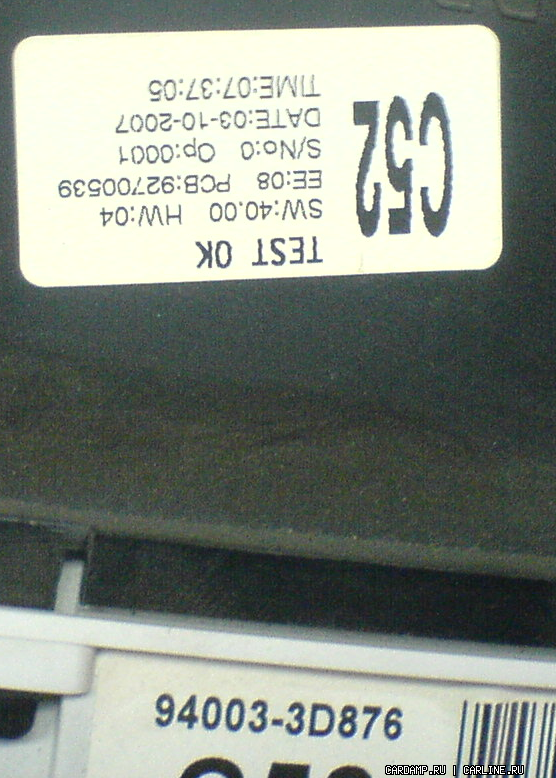 C52
TEST OK
SW:40.00 HW:04
EE:08 PCB:92700539
S/No:0 Op:0001
DATE:03-10-2007
TIME:07:37:05
94003-3D876
CARDAMP.RU | CARLINE.RU